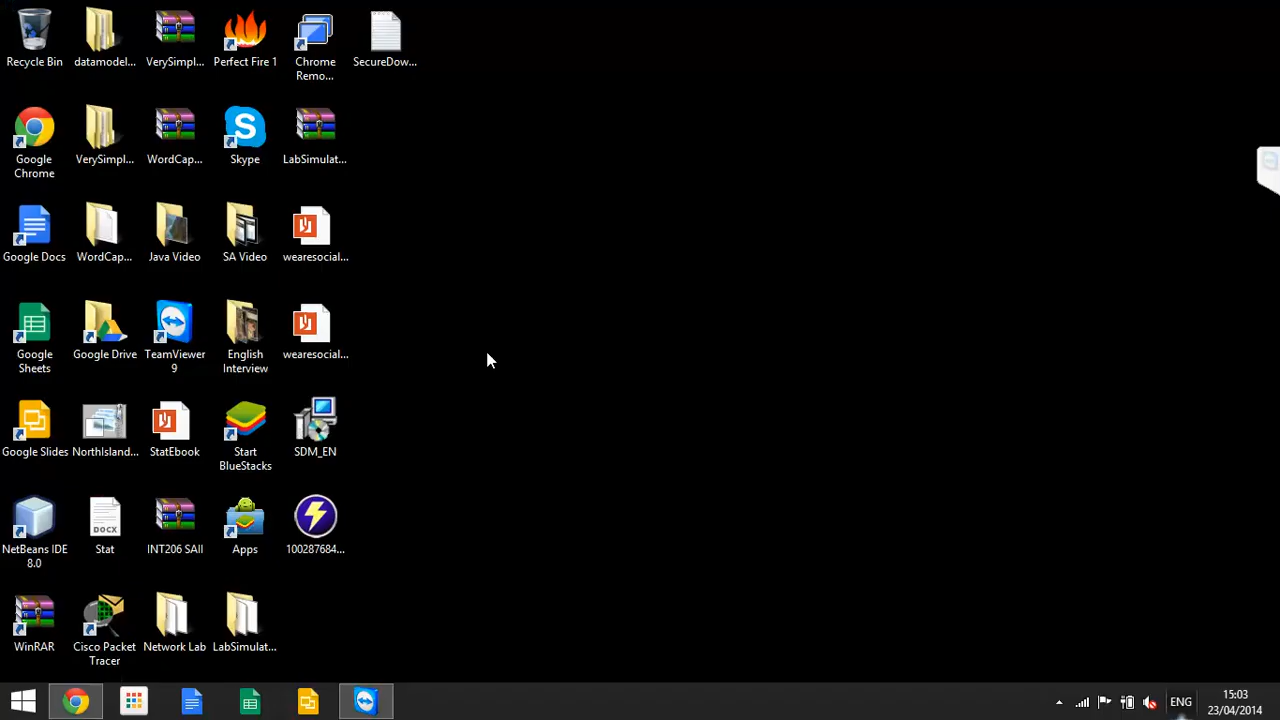 Recycle Bin
datamodel...
VerySimpl...
Perfect Fire 1
Chrome
Remo...
SecureDow...
Google
Chrome
VerySimpl...
WordCap...
Skype
LabSimulat...
Google Docs
WordCap...
Java Video
SA Video
wearesocial...
Google
Sheets
Google Drive
TeamViewer
9
English
Interview
wearesocial...
Google Slides
NorthIsland...
StatEbook
Start
BlueStacks
SDM_EN
NetBeans IDE
8.0
DOCX
Stat
INT206 SAII
Apps
100287684...
WinRAR
Cisco Packet
Tracer
Network Lab
LabSimulat...
ENG
15:03
23/04/2014